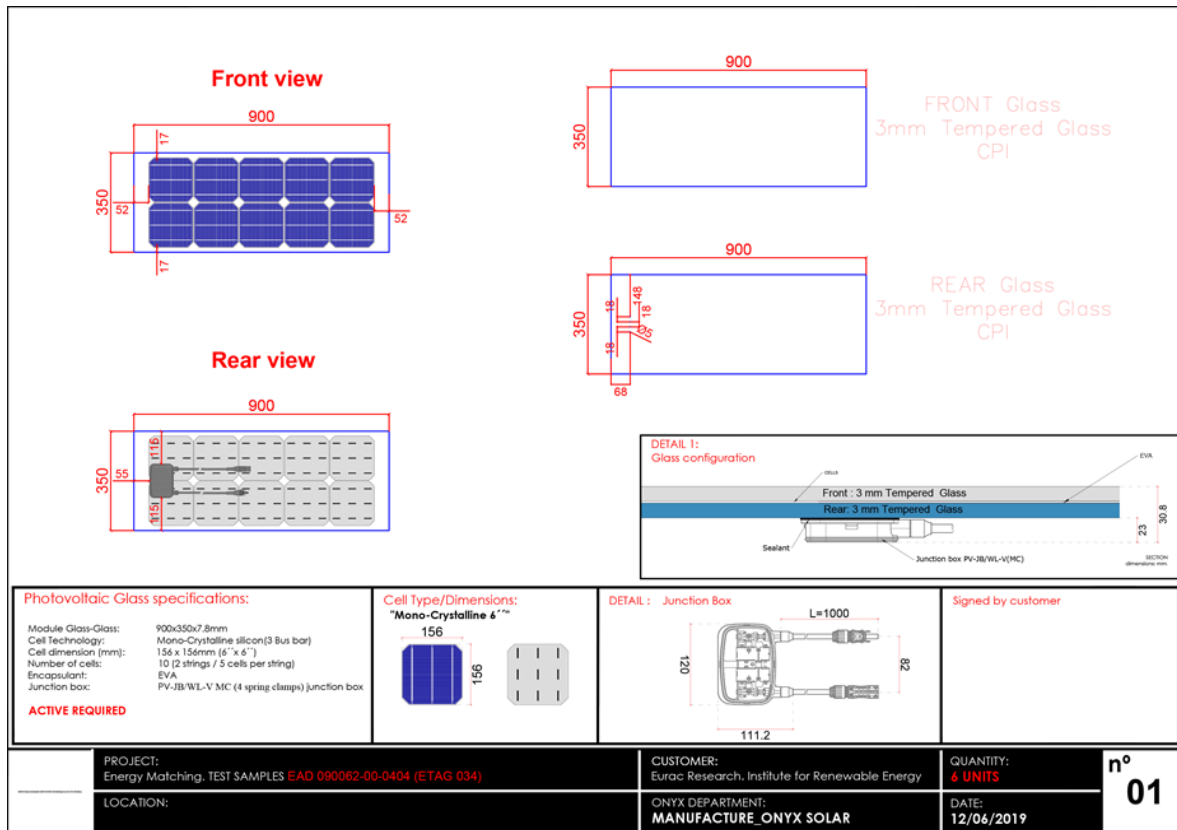 Front view
900
17
350
52
52
17
900
350
FRONT Glass
3mm Tempered Glass
CPI
900
350
18
148
18
Ø5
18
68
REAR Glass
3mm Tempered Glass
CPI
Rear view
900
116
350
55
115
DETAIL 1:
Glass configuration
CELLS
EVA
Front : 3 mm Tempered Glass
Rear: 3 mm Tempered Glass
23
30.8
Sealant
Junction box PV-JB/WL-V(MC)
SECTION
dimensions: mm.
Photovoltaic Glass specifications:
Module Glass-Glass: 900x350x7.8mm
Cell Technology: Mono-Crystalline silicon(3 Bus bar)
Cell dimension (mm): 156 x 156mm (6´´x 6´´)
Number of cells: 10 (2 strings / 5 cells per string)
Encapsulant: EVA
Junction box: PV-JB/WL-V MC (4 spring clamps) junction box
ACTIVE REQUIRED
Cell Type/Dimensions:
"Mono-Crystalline 6´´"
156
156
DETAIL : Junction Box
L=1000
120
82
111.2
Signed by customer
PROJECT:
Energy Matching. TEST SAMPLES EAD 090062-00-0404 (ETAG 034)
LOCATION:
CUSTOMER:
Eurac Research. Institute for Renewable Energy
ONYX DEPARTMENT:
MANUFACTURE_ONYX SOLAR
QUANTITY:
6 UNITS
DATE:
12/06/2019
nº
01